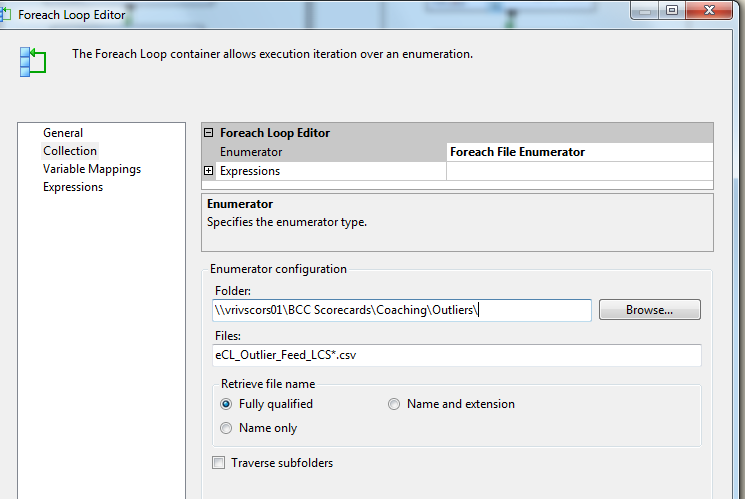 Foreach Loop Editor
The Foreach Loop container allows execution iteration over an enumeration.
General
Collection
Variable Mappings
Expressions
Foreach Loop Editor
Enumerator Foreach File Enumerator
Expressions
Enumerator
Specifies the enumerator type.
Enumerator configuration
Folder:
\\vrivscors01\BCC Scorecards\Coaching\Outliers\
Browse...
Files:
eCL_Outlier_Feed_LCS*.csv
Retrieve file name
Fully qualified Name and extension
Name only
Traverse subfolders